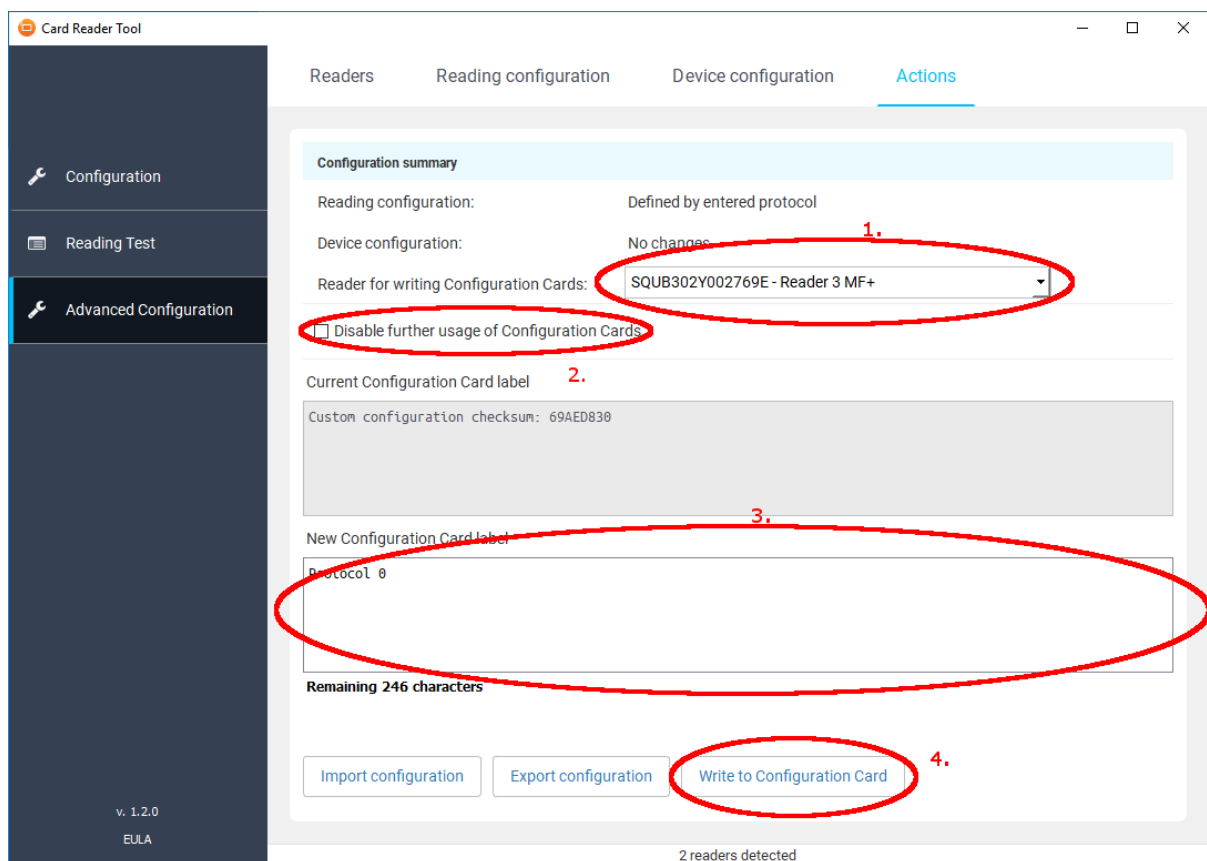 Card Reader Tool
Readers Reading configuration Device configuration Actions
Configuration
Reading Test
Advanced Configuration
Configuration summary
Reading configuration: Defined by entered protocol
Device configuration: No changes
1.
Reader for writing Configuration Cards: SQUB302Y002769E - Reader 3 MF+
Disable further usage of Configuration Cards
2.
Current Configuration Card label
Custom configuration checksum: 69AED830
3.
New Configuration Card label
Protocol 0
Remaining 246 characters
Import configuration Export configuration Write to Configuration Card
4.
v. 1.2.0
EULA
2 readers detected